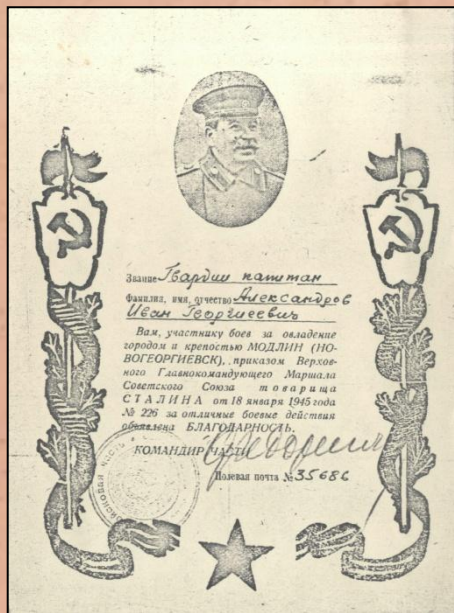 Звание Гвардии капитан
Фамилия, имя, отчество Александров
Иван Георгиевич
Вам, участнику боев за овладение
городом и крепостью МОДЛИН (НО-
ВОГЕОРГИЕВСК), приказом Верхов-
ного Главнокомандующего Маршала
Советского Союза товарища
СТАЛИНА от 18 января 1945 года
№ 226 за отличные боевые действия
объявлена БЛАГОДАРНОСТЬ.
КОМАНДИР ЧАСТИ
Полевая почта № 35686